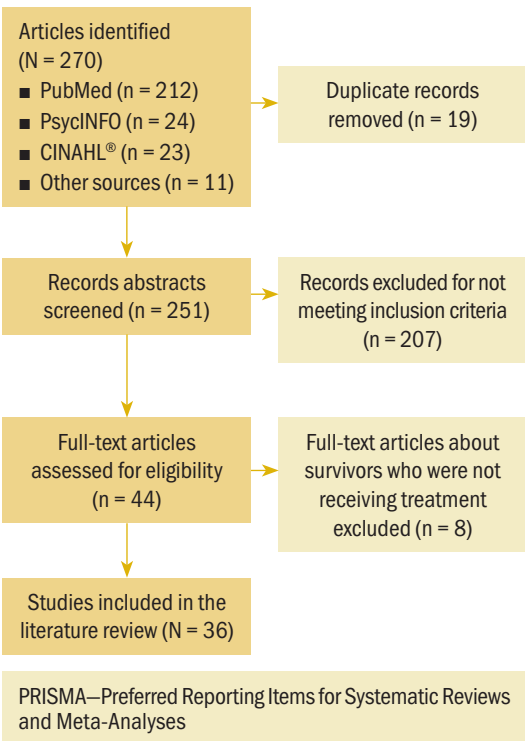 Articles identified
(N = 270)
■ PubMed (n = 212)
■ PsycINFO (n = 24)
■ CINAHL® (n = 23)
■ Other sources (n = 11)
Duplicate records
removed (n = 19)
Records abstracts
screened (n = 251)
Records excluded for not
meeting inclusion criteria
(n = 207)
Full-text articles
assessed for eligibility
(n = 44)
Full-text articles about
survivors who were not
receiving treatment
excluded (n = 8)
Studies included in the
literature review (N = 36)
PRISMA—Preferred Reporting Items for Systematic Reviews
and Meta-Analyses